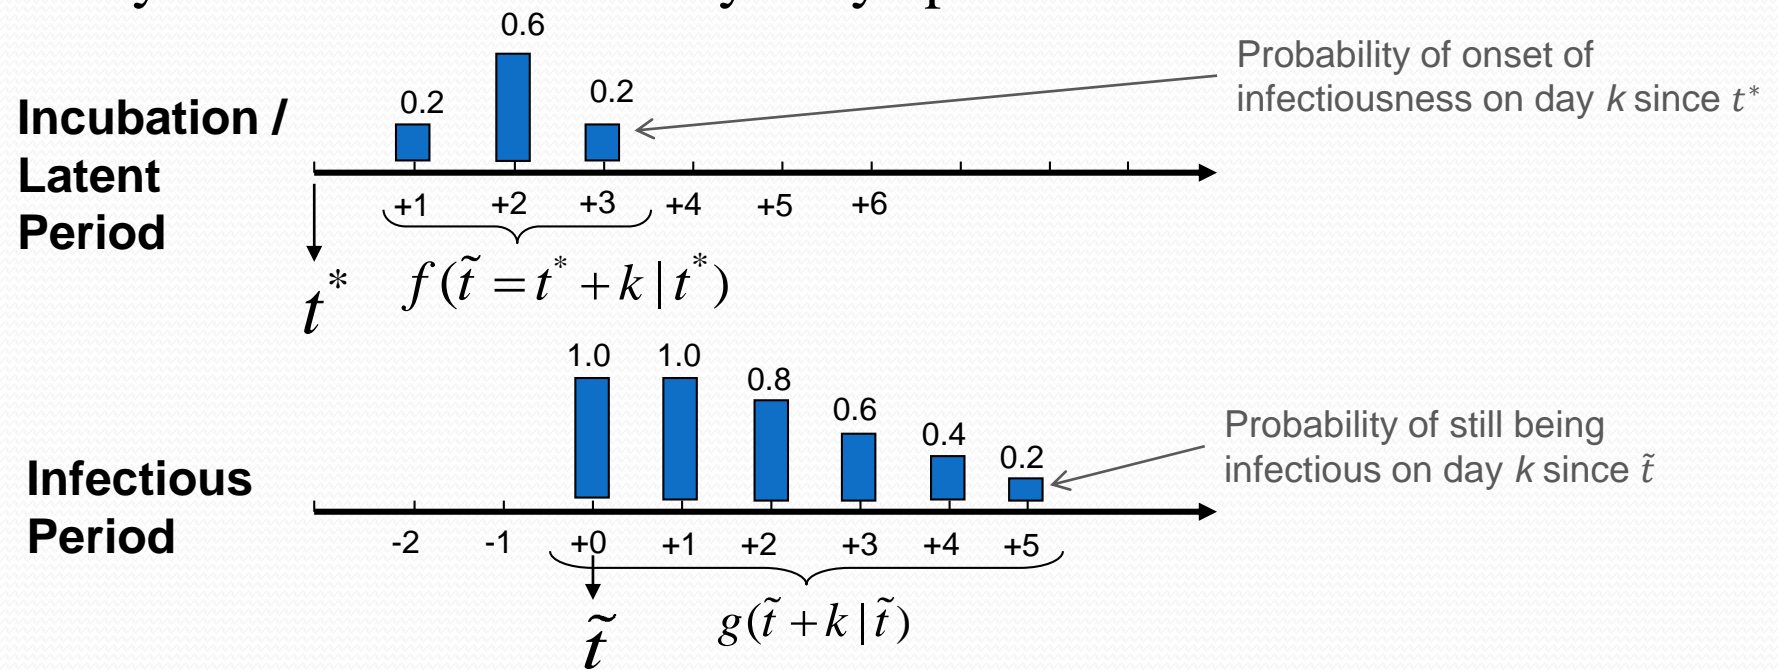 0.6
0.2
0.2
Probability of onset of
infectiousness on day k since t*
Incubation /
Latent
Period
+1 +2 +3 +4 +5 +6
t*
f(t̃ = t* + k | t*)
1.0 1.0
0.8
0.6
0.4
0.2
Probability of still being
infectious on day k since t̃
Infectious
Period
-2 -1 +0 +1 +2 +3 +4 +5
t̃
g(t̃ + k | t̃)